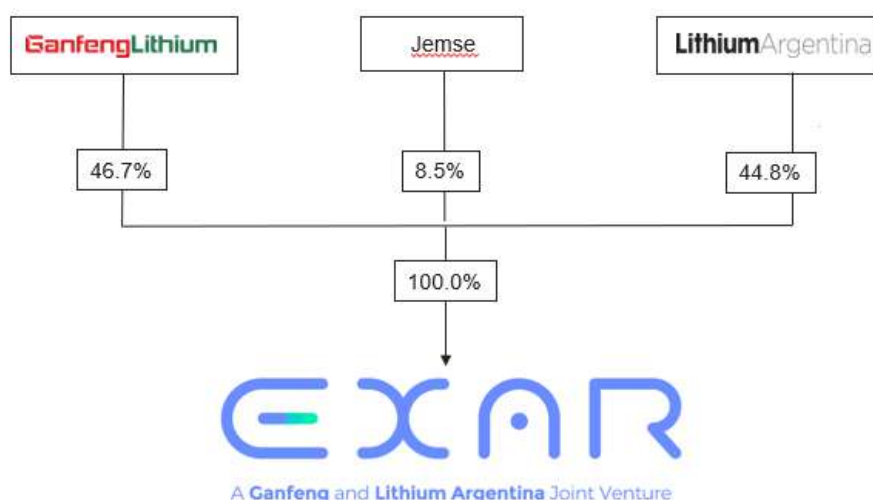 GanfengLithium
Jemse
LithiumArgentina
46.7%
8.5%
44.8%
100.0%
EXAR
A Ganfeng and Lithium Argentina Joint Venture